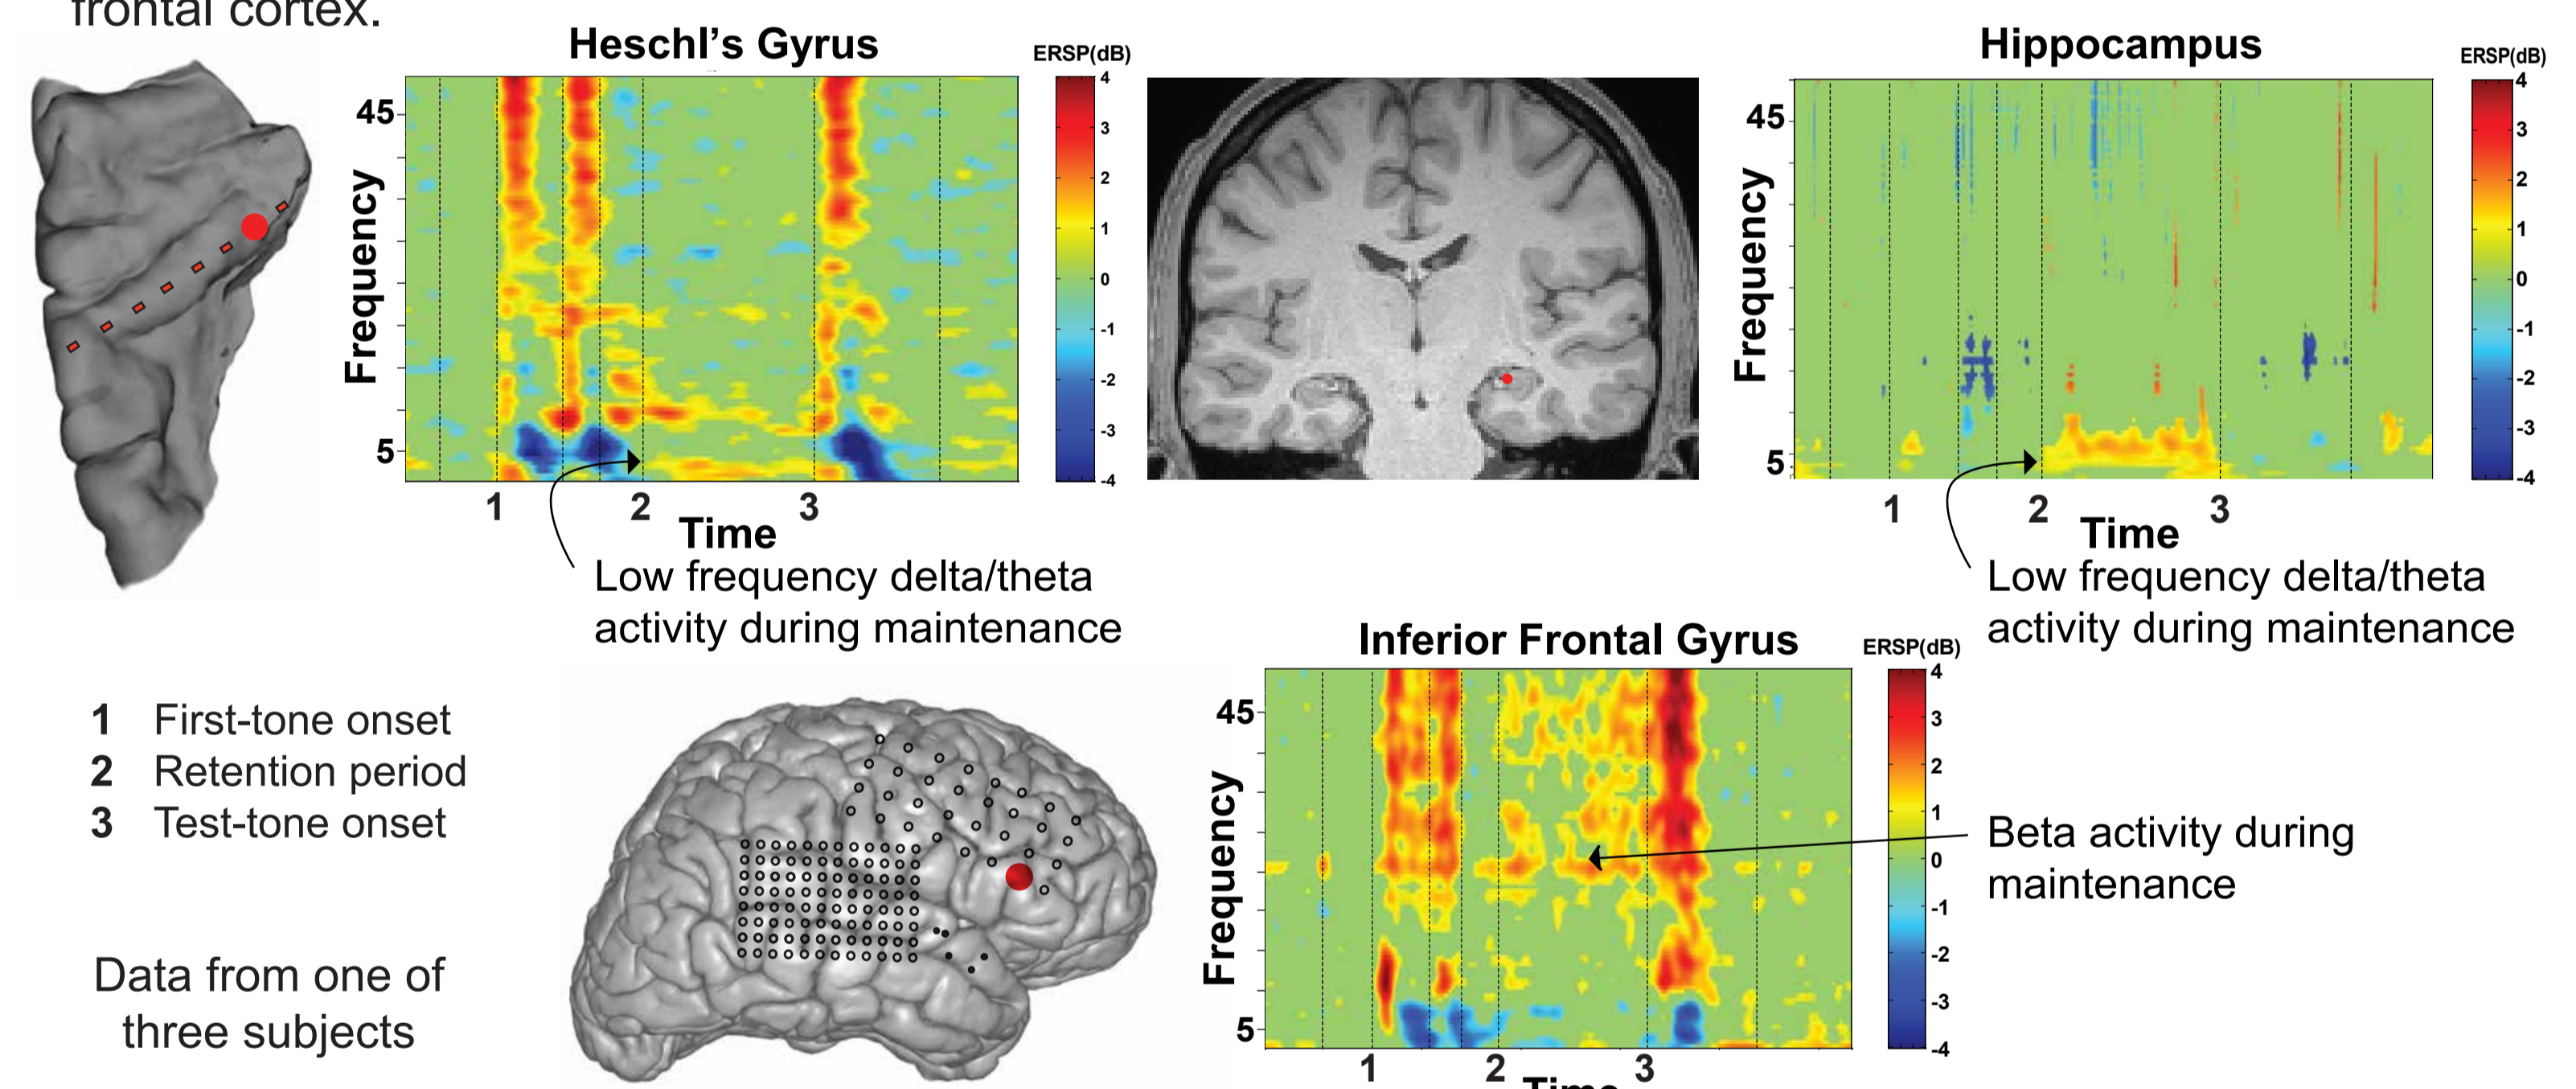 frontal cortex.
Heschl's Gyrus
ERSP(dB)
4
3
2
1
0
-1
-2
-3
-4
45
5
Frequency
1 2 3
Time
Low frequency delta/theta
activity during maintenance
Hippocampus
ERSP(dB)
4
3
2
1
0
-1
-2
-3
-4
45
5
Frequency
1 2 3
Time
Low frequency delta/theta
activity during maintenance
1 First-tone onset
2 Retention period
3 Test-tone onset
Data from one of
three subjects
Inferior Frontal Gyrus
ERSP(dB)
4
3
2
1
0
-1
-2
-3
-4
45
5
Frequency
1 2 3
Time
Beta activity during
maintenance